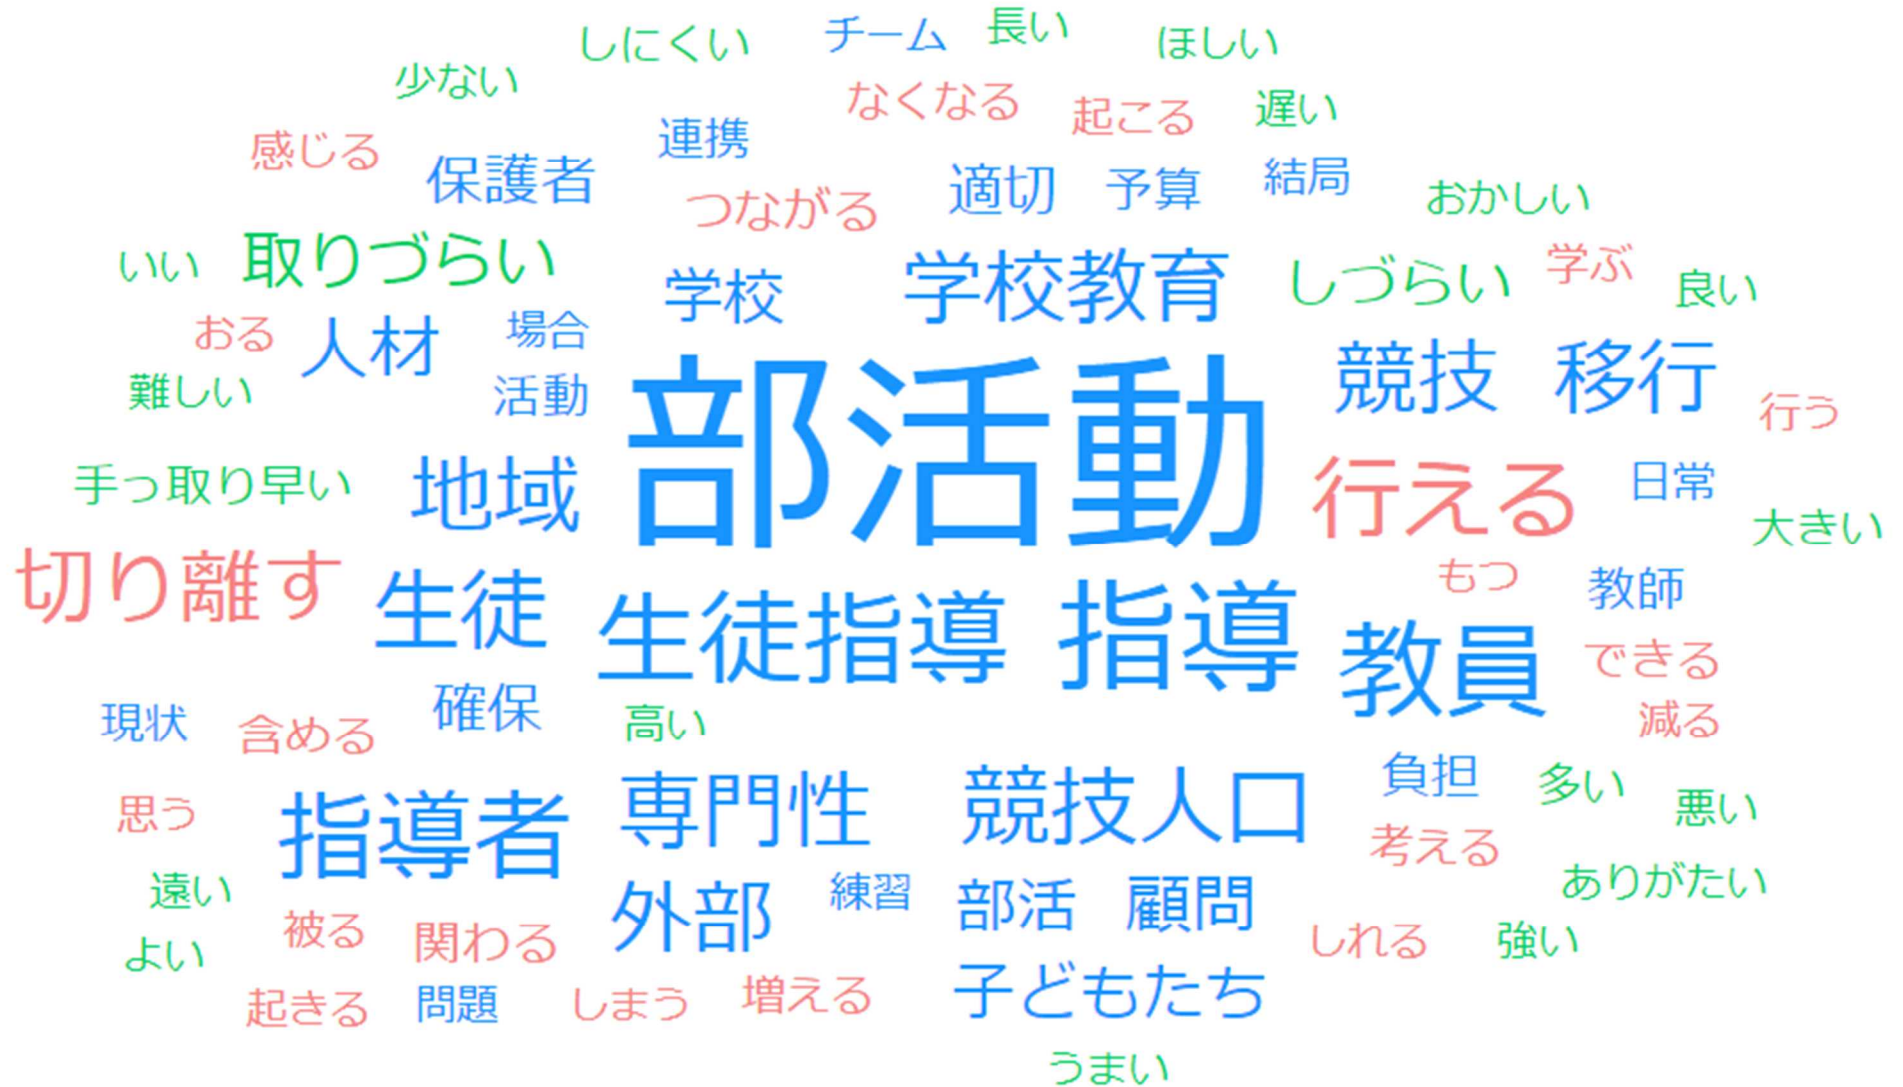 しにくい チーム 長い ほしい
少ない なくなる 起こる 遅い
感じる 保護者 連携 つながる 適切 予算 結局 おかしい
いい 取りづらい 学校 学校教育 しづらい 学ぶ 良い
おる 人材 場合 競技 移行
難しい 活動 部活動 行う
手っ取り早い 地域 行える 日常 大きい
切り離す 生徒 生徒指導 指導 教員 もつ 教師
できる
現状 含める 確保 高い 減る
思う 指導者 専門性 競技人口 負担 多い 悪い
考える
遠い 外部 練習 部活 顧問 ありがたい
よい 被る 関わる しれる 強い
起きる 問題 しまう 増える 子どもたち
うまい